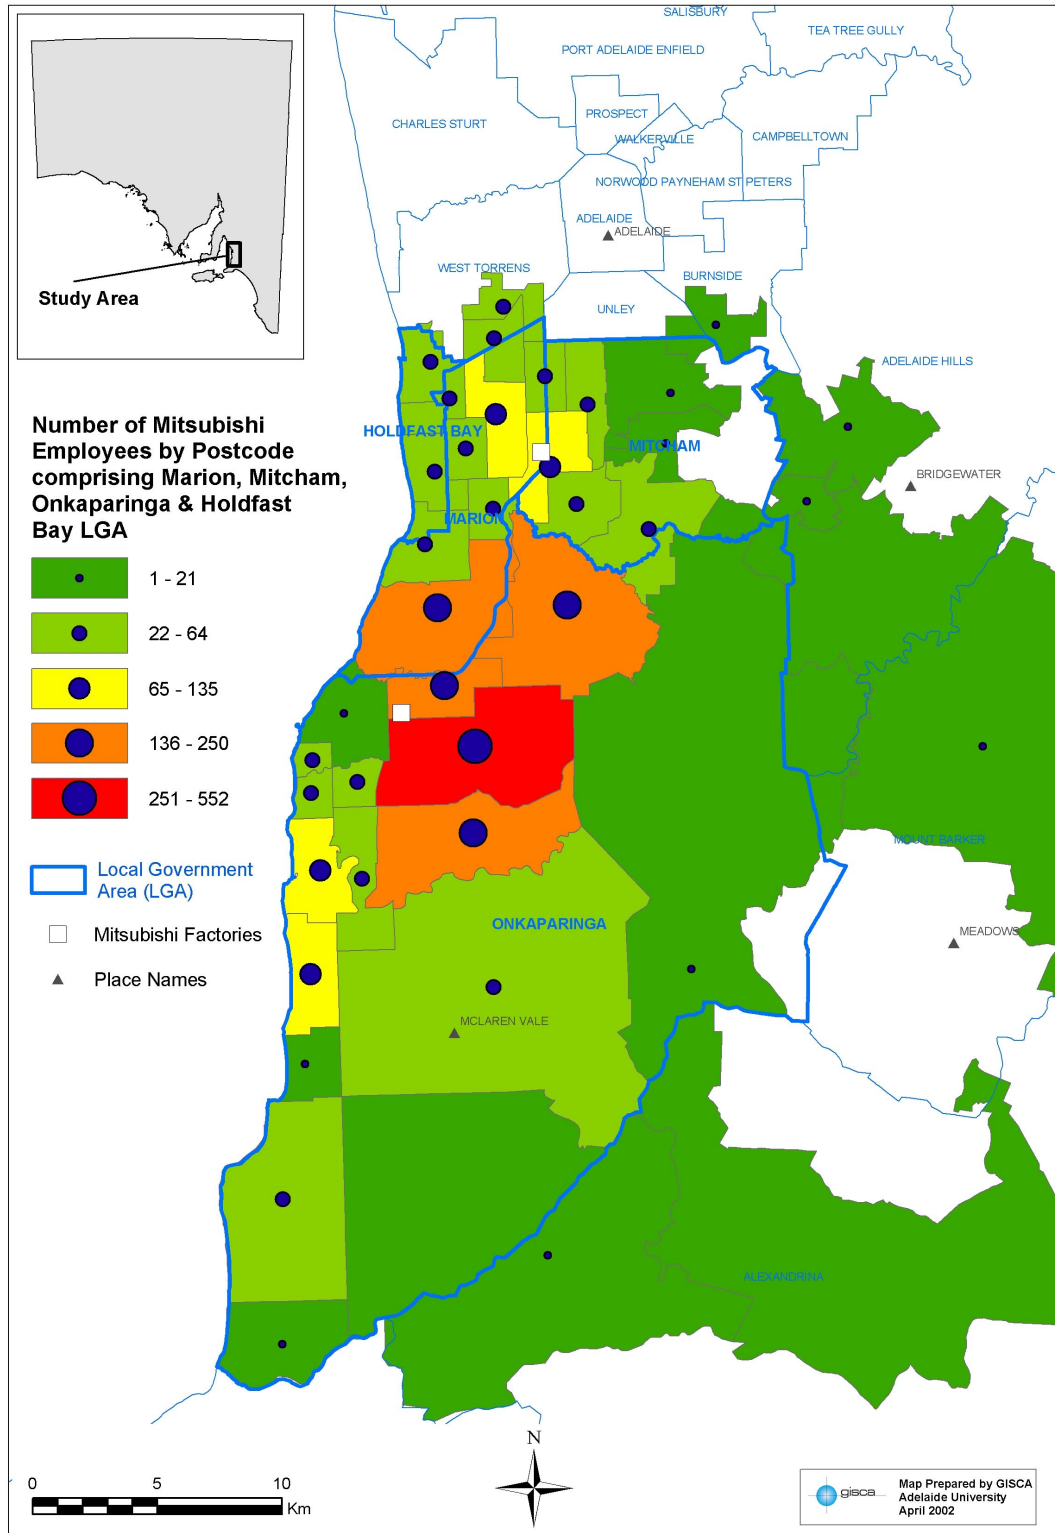 SALISBURY
TEA TREE GULLY
PORT ADELAIDE ENFIELD
PROSPECT
CHARLES STURT
WALKERVILLE
CAMPBELLTOWN
NORWOOD PAYNEHAM ST PETERS
ADELAIDE
ADELAIDE
WEST TORRENS
BURNSIDE
UNLEY
ADELAIDE HILLS
Study Area
Number of Mitsubishi
Employees by Postcode
comprising Marion, Mitcham,
Onkaparinga & Holdfast
Bay LGA
1 - 21
22 - 64
65 - 135
136 - 250
251 - 552
Local Government
Area (LGA)
Mitsubishi Factories
Place Names
HOLDFAST BAY
MITCHAM
BRIDGEWATER
MARION
MOUNT BARKER
ONKAPARINGA
MEADOWS
MCLAREN VALE
ALEXANDRINA
N
0 5 10
Km
gisca
Map Prepared by GISCA
Adelaide University
April 2002